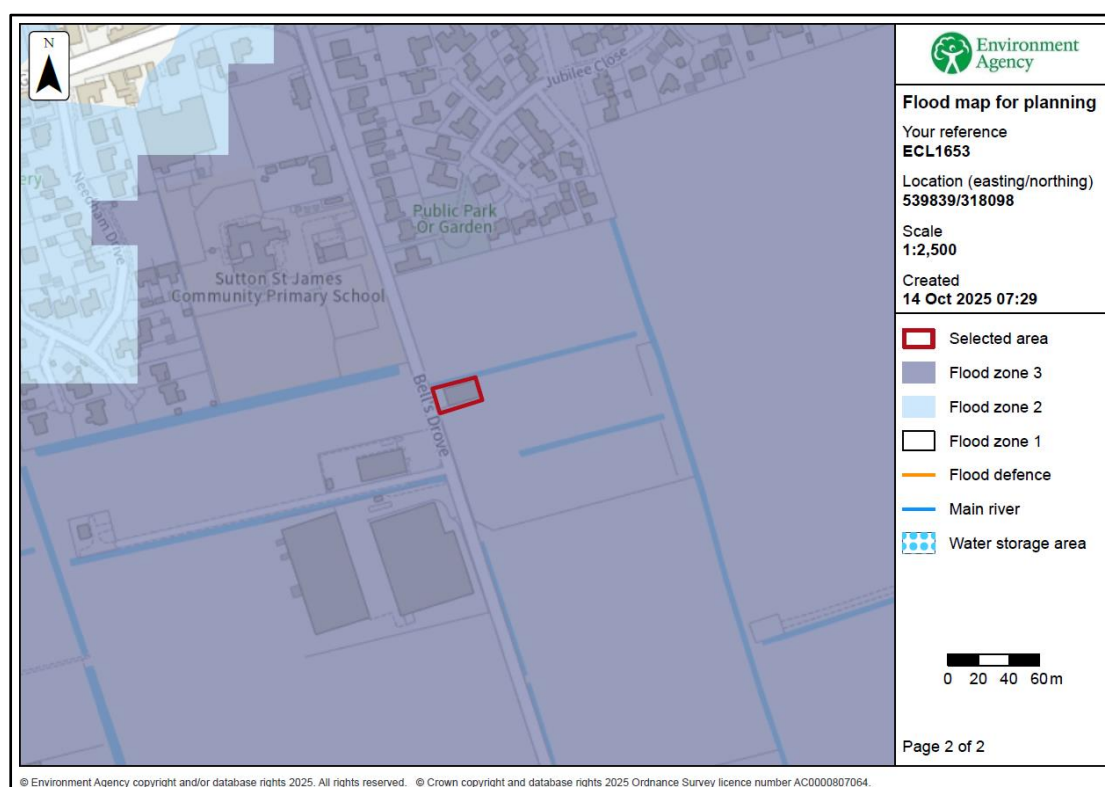 N
Jubilee Close
ery
Needham Drive
Public Park
Or Garden
Sutton St James
Community Primary School
Bell's Drove
Environment
Agency
Flood map for planning
Your reference
ECL1653
Location (easting/northing)
539839/318098
Scale
1:2,500
Created
14 Oct 2025 07:29
Selected area
Flood zone 3
Flood zone 2
Flood zone 1
Flood defence
Main river
Water storage area
0 20 40 60m
Page 2 of 2
© Environment Agency copyright and/or database rights 2025. All rights reserved. © Crown copyright and database rights 2025 Ordnance Survey licence number AC0000807064.